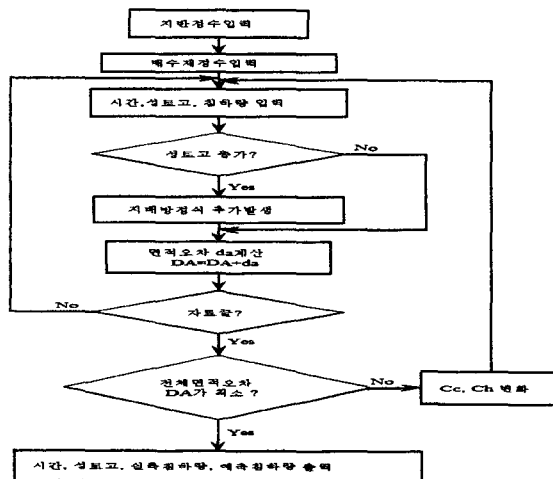 지반정수입력
배수재정수입력
시간,성토고, 침하량 입력
성토고 증가?
No
Yes
지배방정식 추가발생
면적오차 da계산
DA=DA+da
No
자료끝?
Yes
전체면적오차
DA가 최소 ?
No
Cc, Ch 변화
Yes
시간, 성토고, 실측침하량, 예측침하량 출력